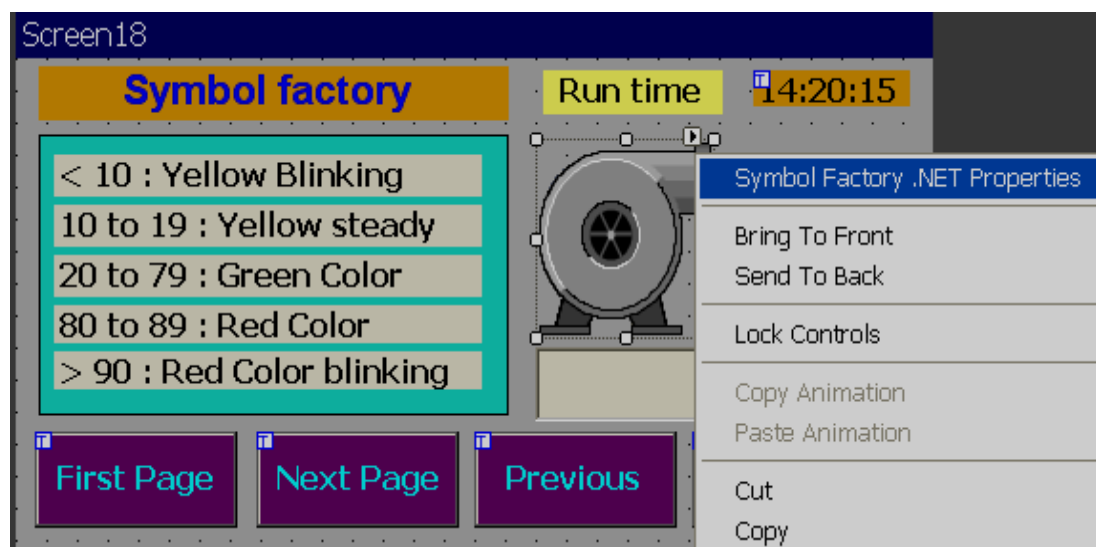 Screen18
Symbol factory
Run time
14:20:15
< 10 : Yellow Blinking
10 to 19 : Yellow steady
20 to 79 : Green Color
80 to 89 : Red Color
> 90 : Red Color blinking
Symbol Factory .NET Properties
Bring To Front
Send To Back
Lock Controls
Copy Animation
Paste Animation
Cut
Copy
First Page
Next Page
Previous